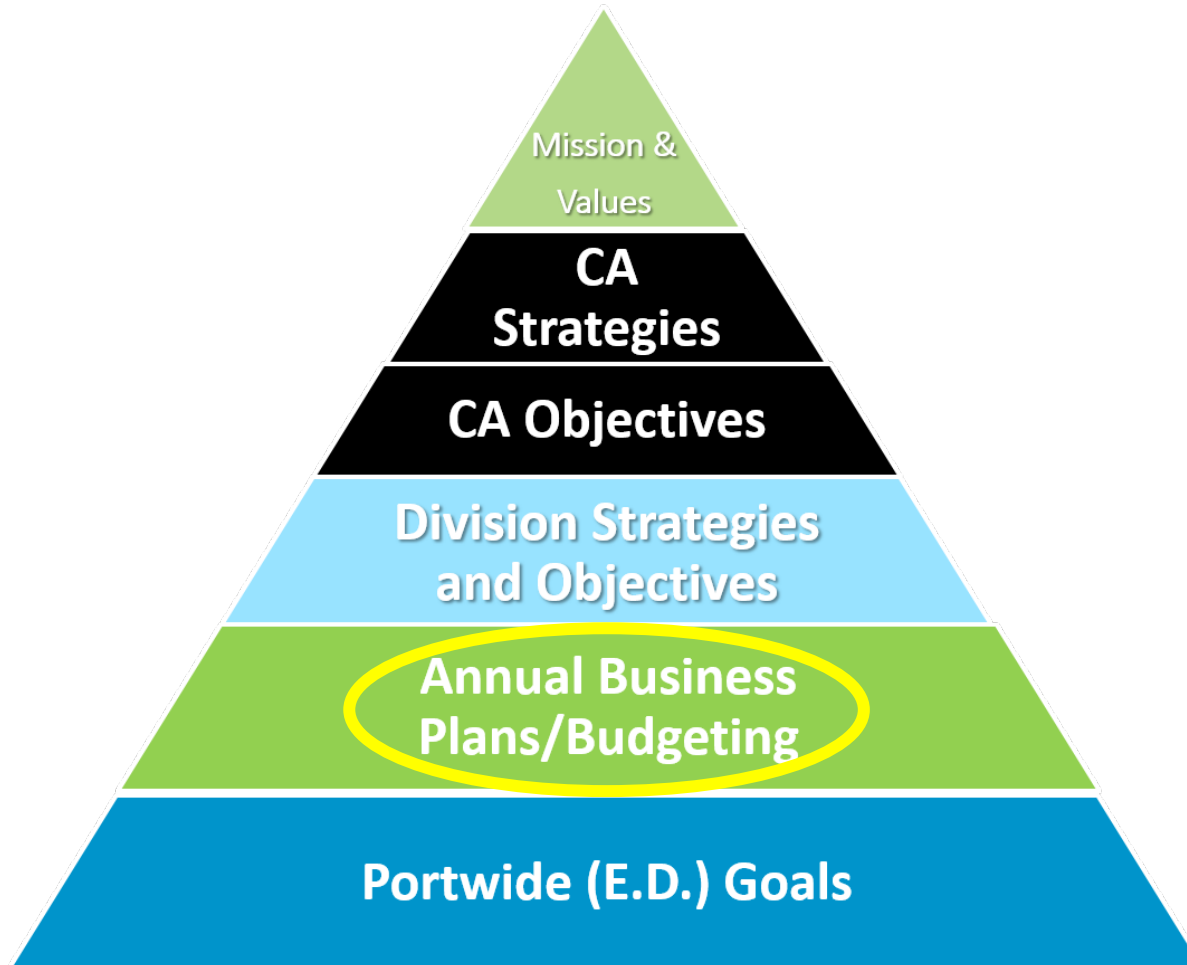 Mission &
Values
CA
Strategies
CA Objectives
Division Strategies
and Objectives
Annual Business
Plans/Budgeting
Portwide (E.D.) Goals